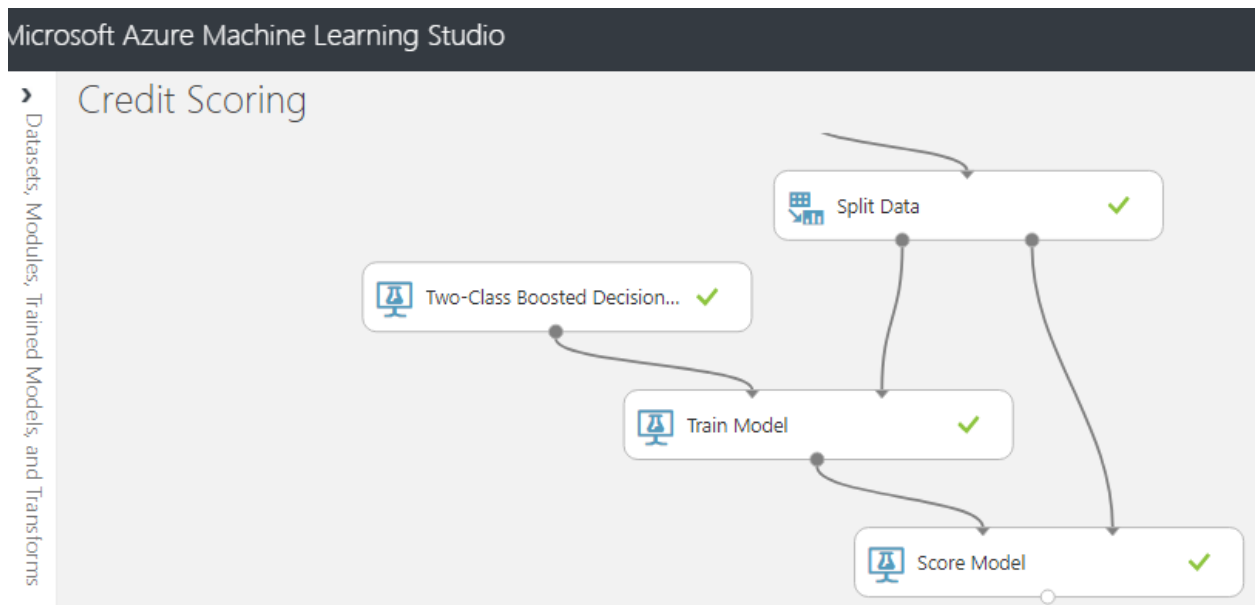 Microsoft Azure Machine Learning Studio
Credit Scoring
Datasets, Modules, Trained Models, and Transforms
Split Data
Two-Class Boosted Decision...
Train Model
Score Model